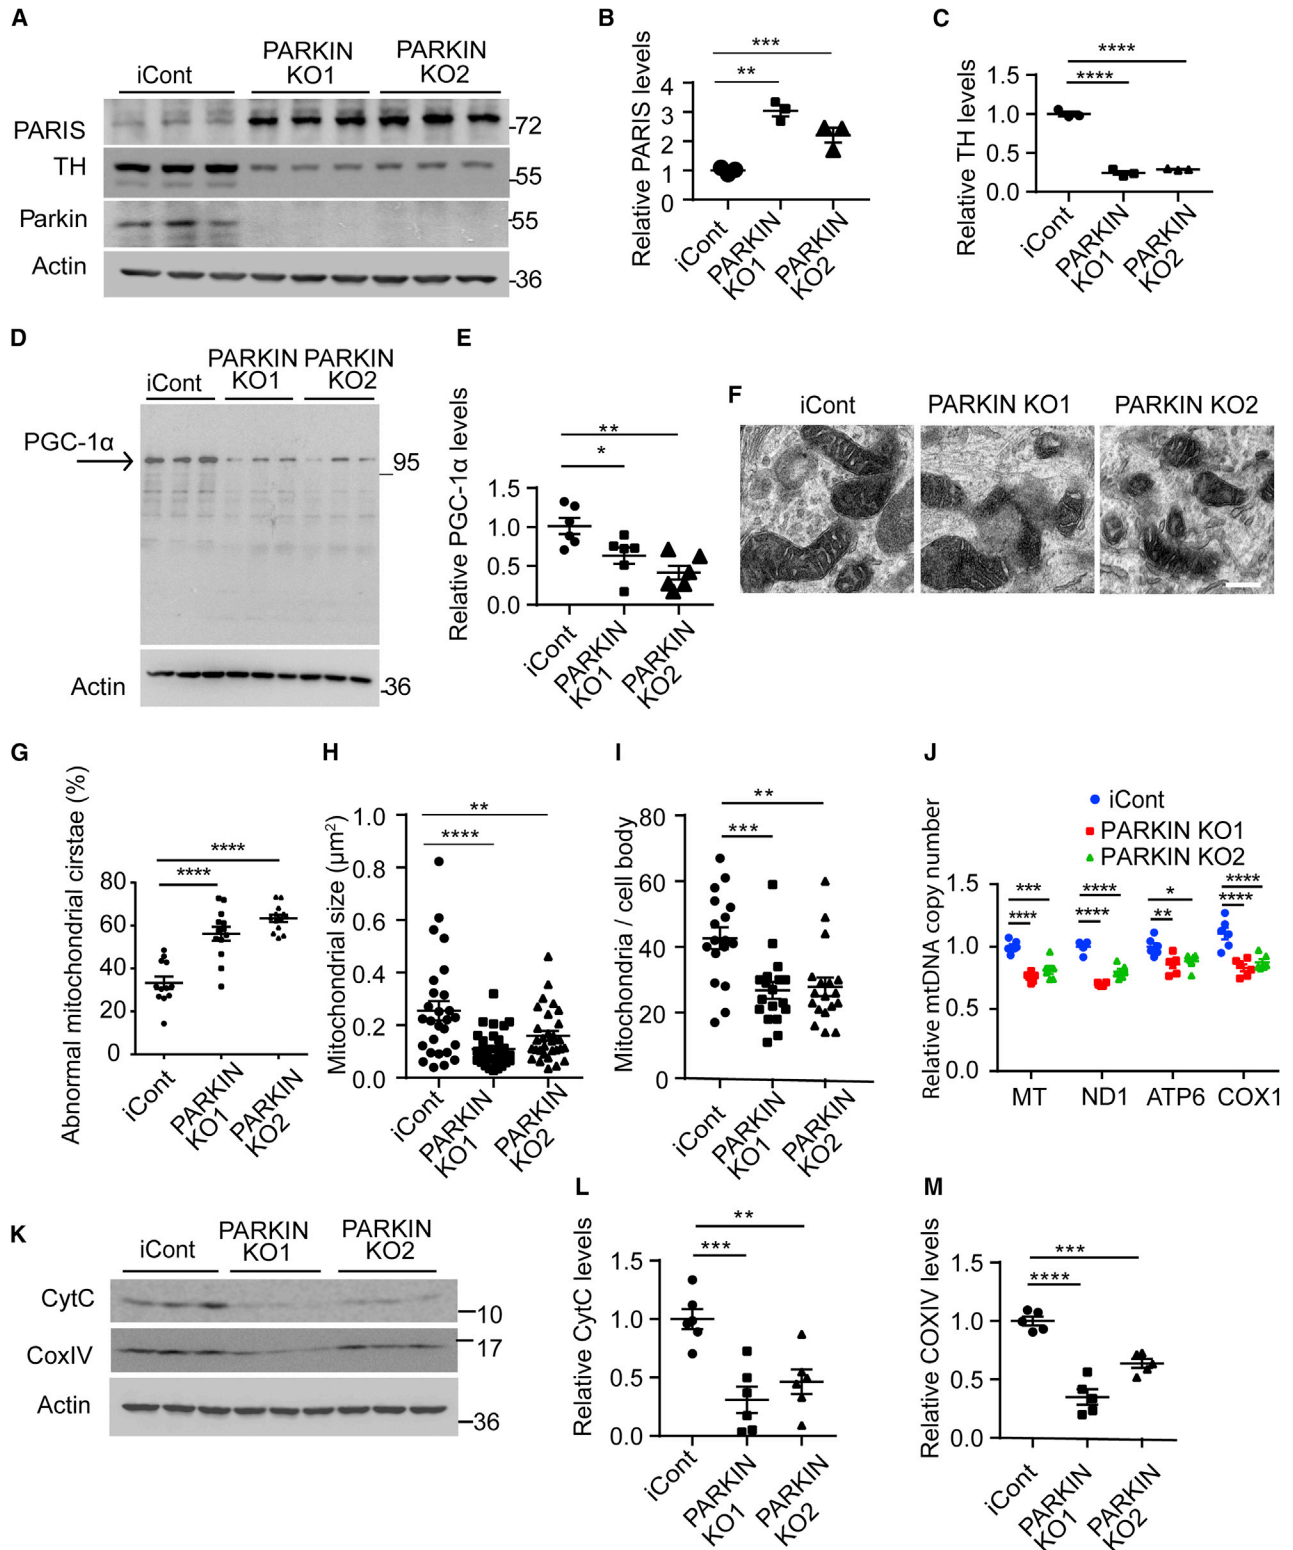 A
iCont
PARKIN
KO1
PARKIN
KO2
PARIS
TH
Parkin
Actin
-72
-55
-55
-36
B
Relative PARIS levels
4
3
2
1
0
**
***
iCont
PARKIN
KO1
PARKIN
KO2
C
Relative TH levels
1.5
1.0
0.5
0.0
****
****
iCont
PARKIN
KO1
PARKIN
KO2
D
iCont
PARKIN
KO1
PARKIN
KO2
PGC-1α
95
Actin
36
E
Relative PGC-1α levels
1.5
1.0
0.5
0.0
**
*
iCont
PARKIN
KO1
PARKIN
KO2
F
iCont
PARKIN KO1
PARKIN KO2
G
Abnormal mitochondrial cirstae (%)
80
60
40
20
0
****
****
iCont
PARKIN
KO1
PARKIN
KO2
H
Mitochondrial size (μm²)
1.0
0.8
0.6
0.4
0.2
0.0
**
****
iCont
PARKIN
KO1
PARKIN
KO2
I
Mitochondria / cell body
80
60
40
20
0
**
***
iCont
PARKIN
KO1
PARKIN
KO2
J
Relative mtDNA copy number
iCont
PARKIN KO1
PARKIN KO2
1.5
1.0
0.5
0.0
***
****
****
****
*
**
****
****
MT
ND1
ATP6
COX1
K
iCont
PARKIN
KO1
PARKIN
KO2
CytC
CoxIV
Actin
10
17
36
L
Relative CytC levels
1.5
1.0
0.5
0.0
**
***
iCont
PARKIN
KO1
PARKIN
KO2
M
Relative COXIV levels
1.5
1.0
0.5
0.0
***
****
iCont
PARKIN
KO1
PARKIN
KO2